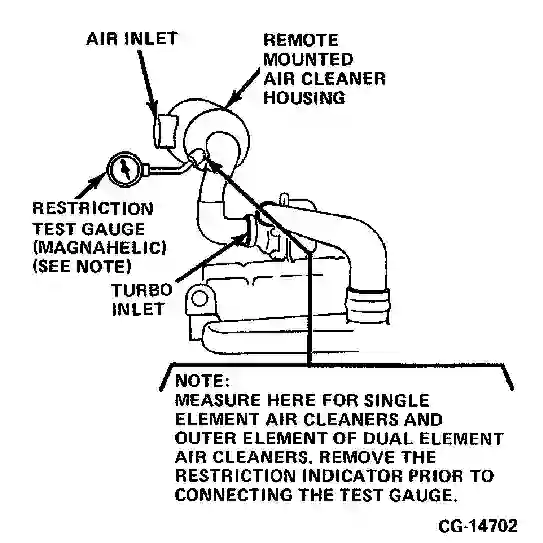 AIR INLET
REMOTE
MOUNTED
AIR CLEANER
HOUSING
RESTRICTION
TEST GAUGE
(MAGNAHELIC)
(SEE NOTE)
TURBO
INLET
NOTE:
MEASURE HERE FOR SINGLE
ELEMENT AIR CLEANERS AND
OUTER ELEMENT OF DUAL ELEMENT
AIR CLEANERS. REMOVE THE
RESTRICTION INDICATOR PRIOR TO
CONNECTING THE TEST GAUGE.
CG-14702